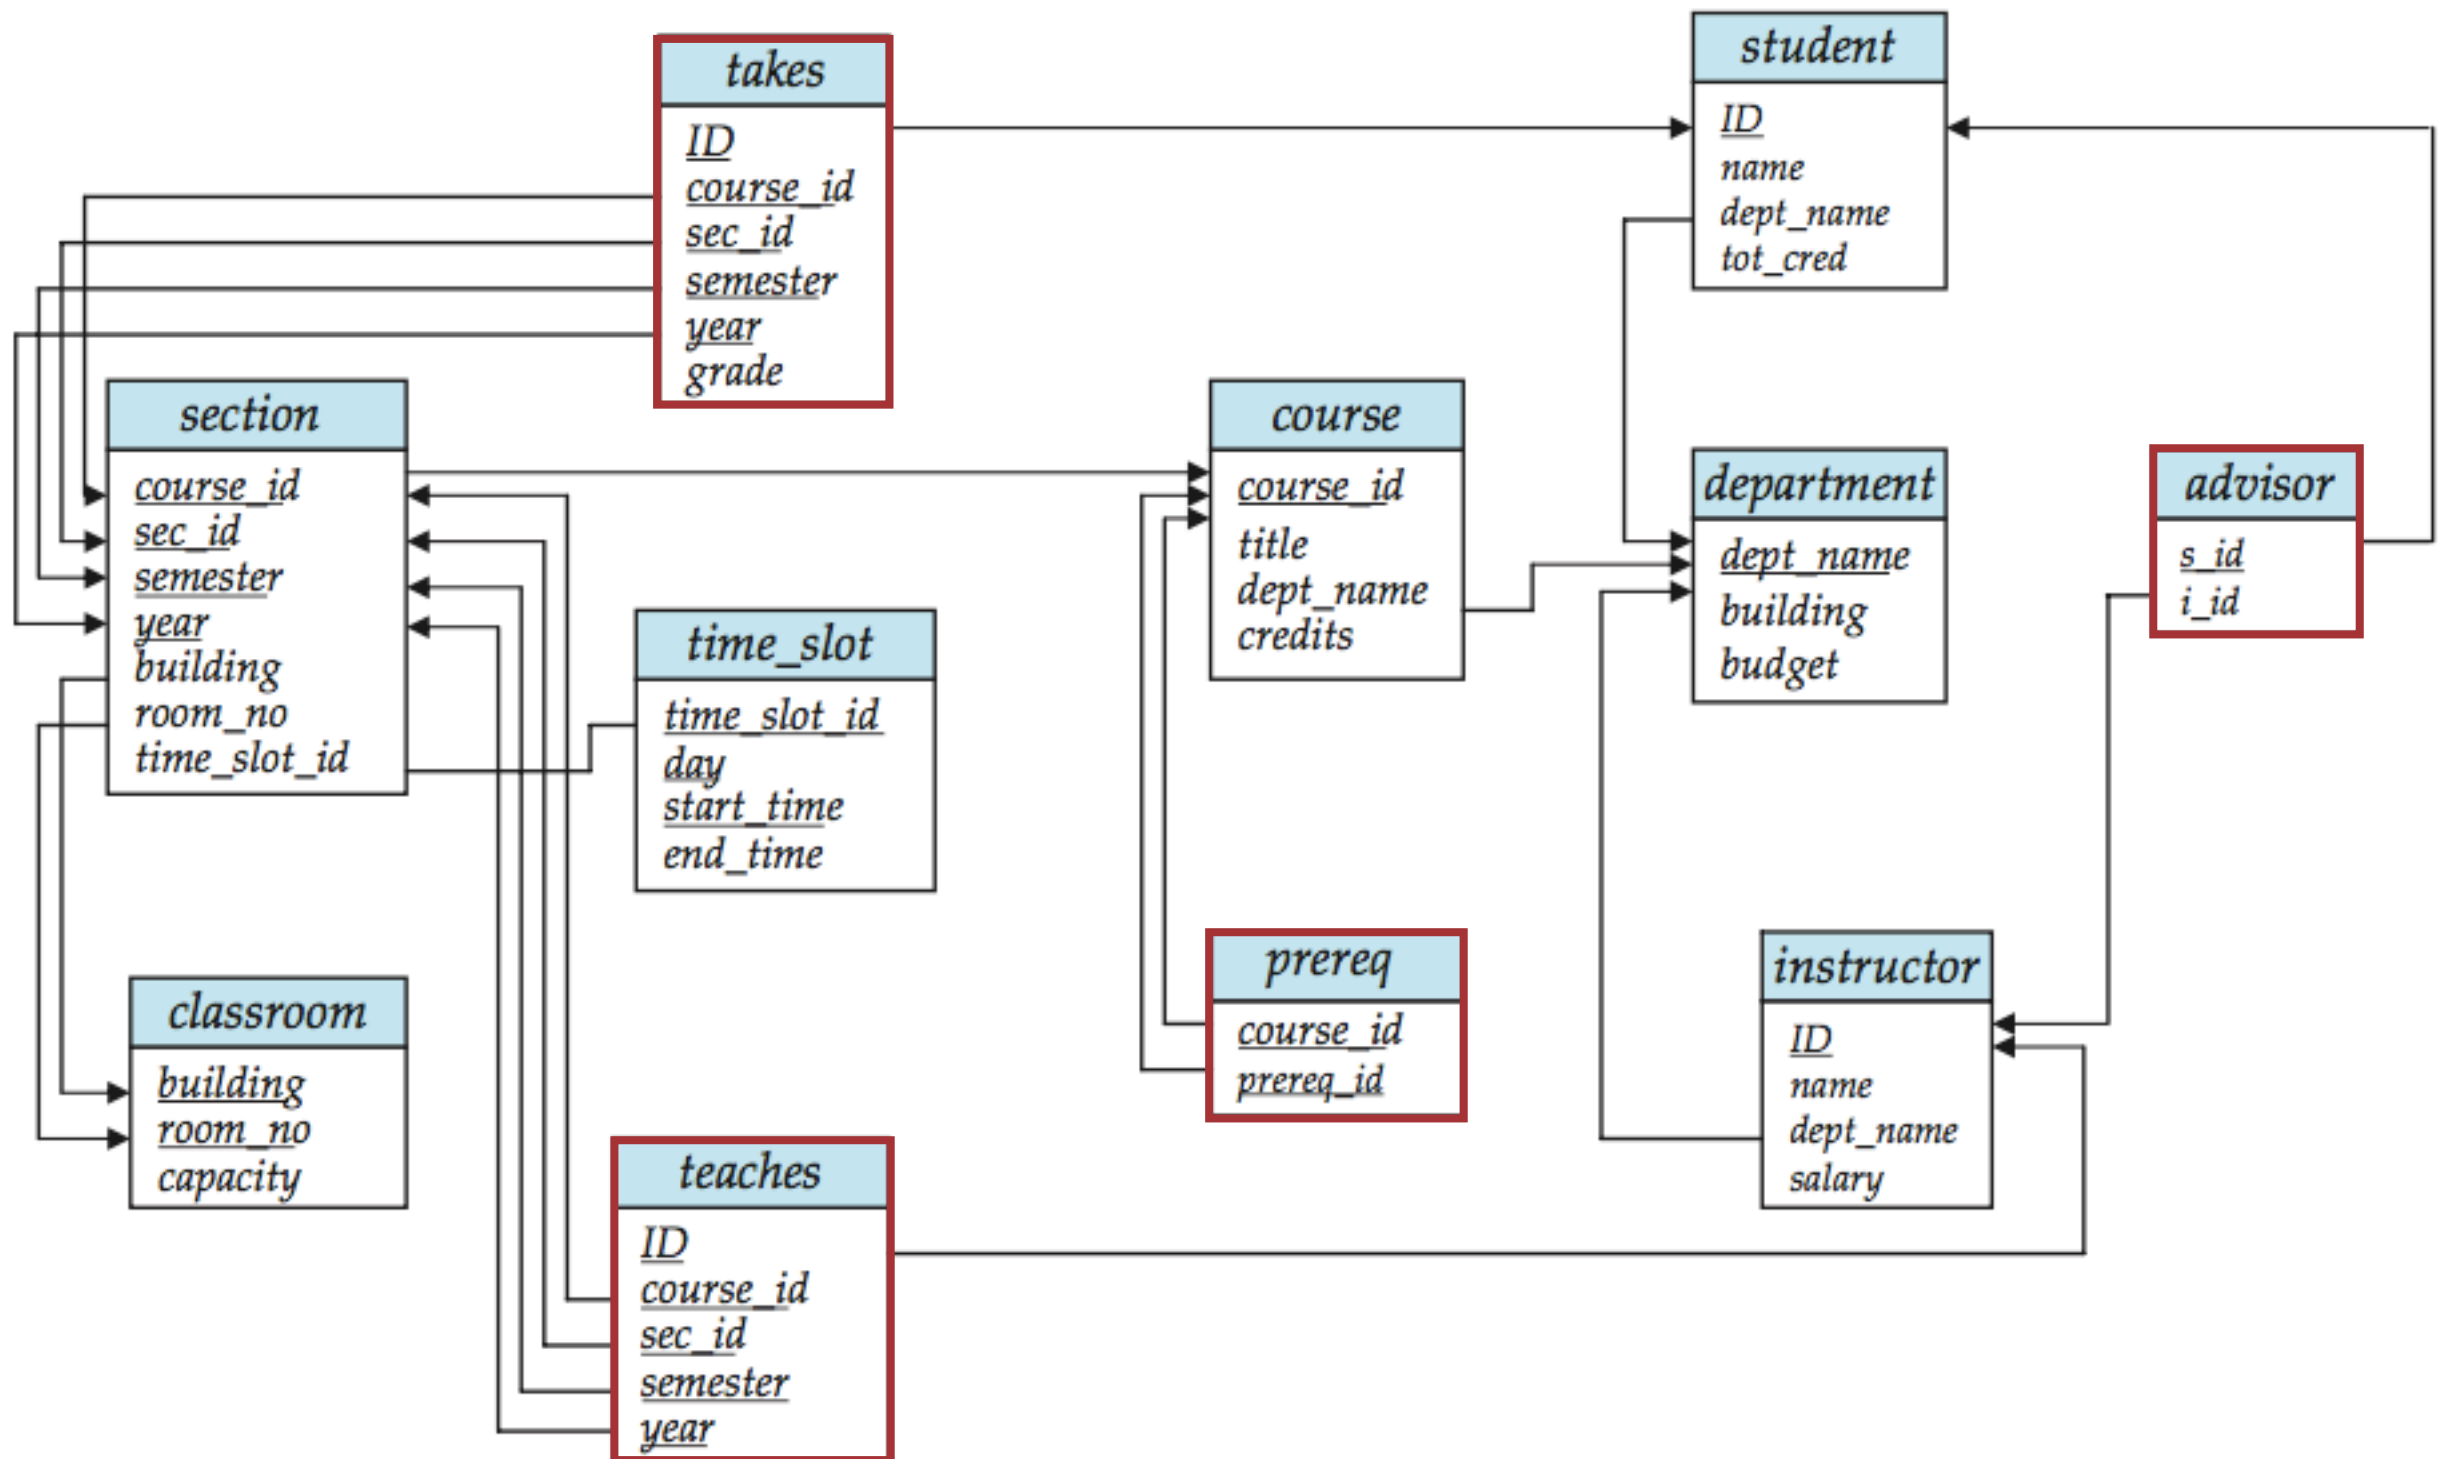 takes
ID
course_id
sec_id
semester
year
grade
student
ID
name
dept_name
tot_cred
section
course_id
sec_id
semester
year
building
room_no
time_slot_id
time_slot
time_slot_id
day
start_time
end_time
course
course_id
title
dept_name
credits
department
dept_name
building
budget
advisor
s_id
i_id
classroom
building
room_no
capacity
prereq
course_id
prereq_id
instructor
ID
name
dept_name
salary
teaches
ID
course_id
sec_id
semester
year